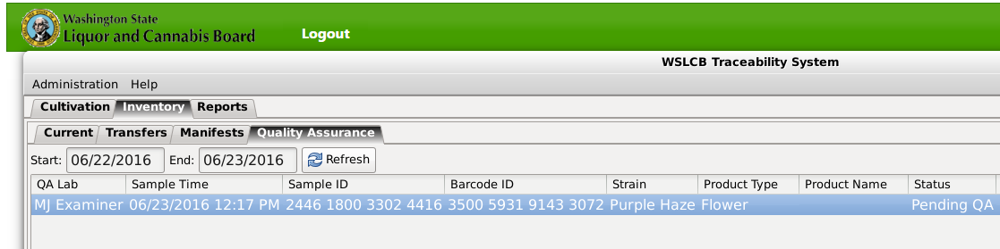 Washington State
Liquor and Cannabis Board
Logout
WSLCB Traceability System
Administration Help
Cultivation Inventory Reports
Current Transfers Manifests Quality Assurance
Start: 06/22/2016 End: 06/23/2016 Refresh
QA Lab Sample Time Sample ID Barcode ID Strain Product Type Product Name Status
MJ Examiner 06/23/2016 12:17 PM 2446 1800 3302 4416 3500 5931 9143 3072 Purple Haze Flower Pending QA